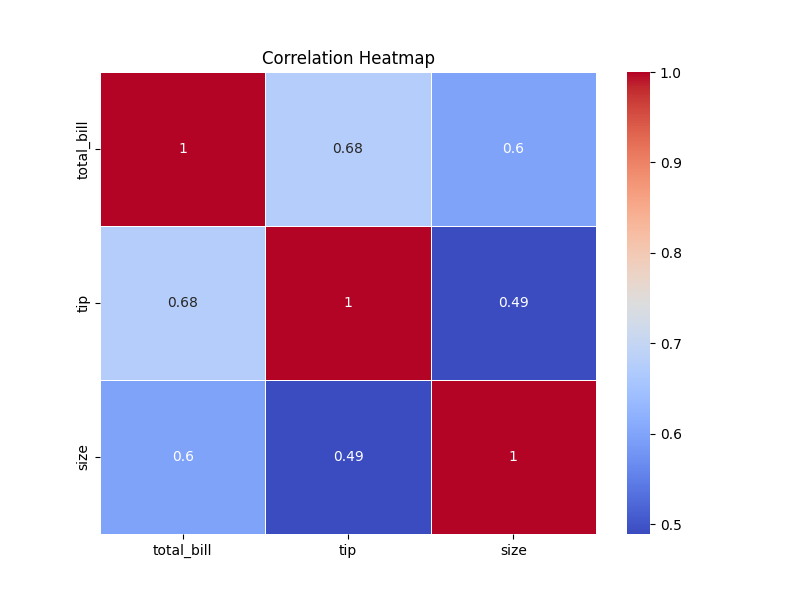 Correlation Heatmap
total_bill 1 0.68 0.6
tip 0.68 1 0.49
size 0.6 0.49 1
total_bill tip size
1.0
0.9
0.8
0.7
0.6
0.5